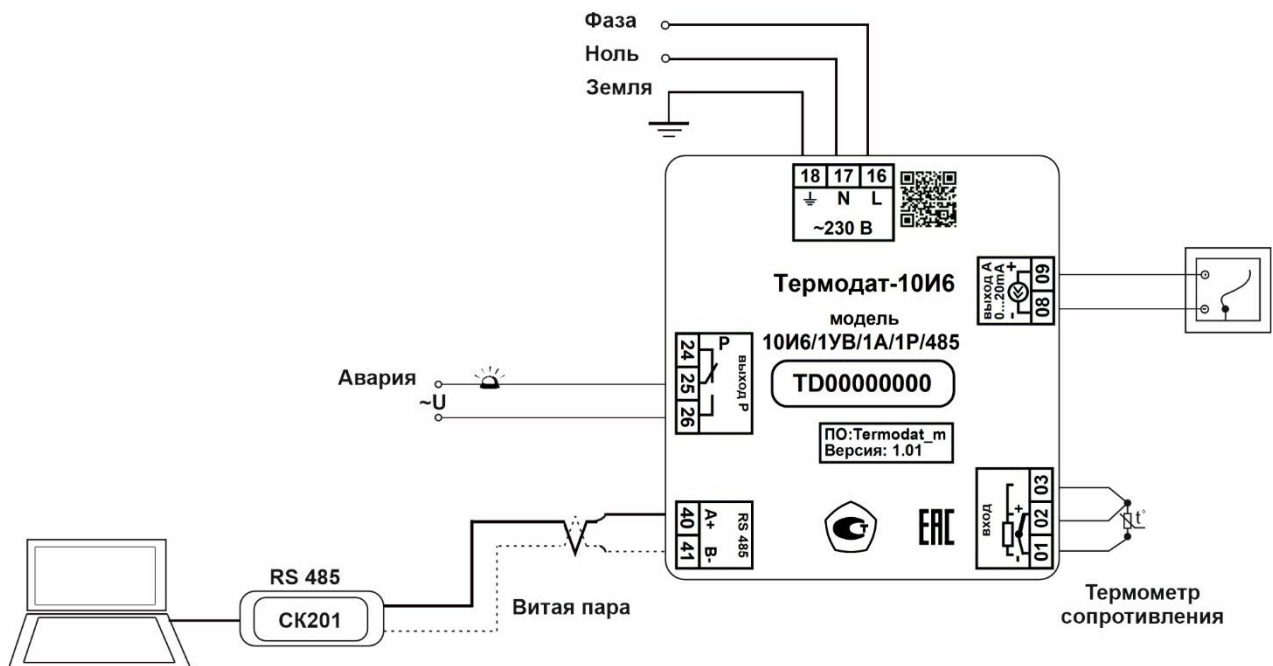 Фаза
Ноль
Земля
18 17 16
N L
~230 В
Термодат-10И6
модель
10И6/1УВ/1А/1Р/485
TD00000000
ПО:Termodat_m
Версия: 1.01
выход А
0...20mA
+
-
09
08
Авария
~U
24
25
26
P
выход Р
40
41
A+
B-
RS 485
ЕАС
вход
+
-
03
02
01
t°
Термометр
сопротивления
RS 485
СК201
Витая пара